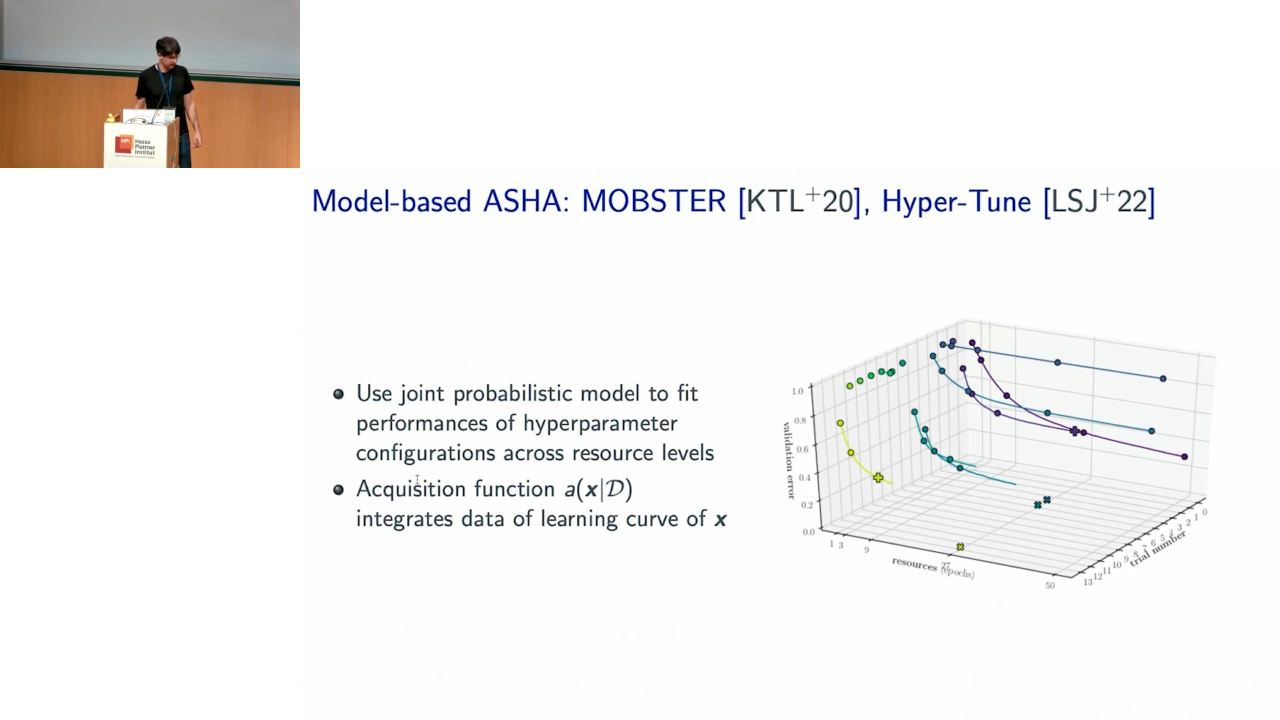 HPI
Hasso
Plattner
Institut
Model-based ASHA: MOBSTER [KTL+20], Hyper-Tune [LSJ+22]
Use joint probabilistic model to fit
performances of hyperparameter
configurations across resource levels
Acquisition function a(x|D)
integrates data of learning curve of x
validation error
1.0
0.8
0.6
0.4
0.2
0.0
1 3 9 27 50
resources (epochs)
13 12 11 10 9 8 7 6 5 4 3 2 1 0
trial number